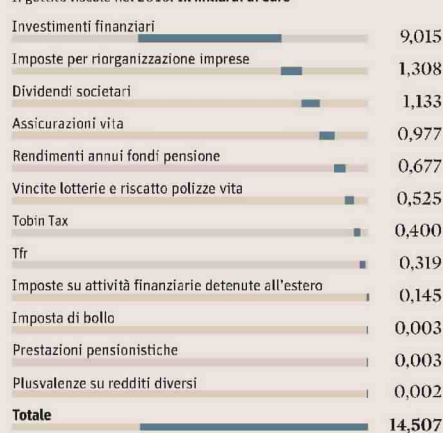 Il gettito fiscale nel 2018. In miliardi di euro
Investimenti finanziari 9,015
Imposte per riorganizzazione imprese 1,308
Dividendi societari 1,133
Assicurazioni vita 0,977
Rendimenti annui fondi pensione 0,677
Vincite lotterie e riscatto polizze vita 0,525
Tobin Tax 0,400
Tfr 0,319
Imposte su attività finanziarie detenute all'estero 0,145
Imposta di bollo 0,003
Prestazioni pensionistiche 0,003
Plusvalenze su redditi diversi 0,002
Totale 14,507